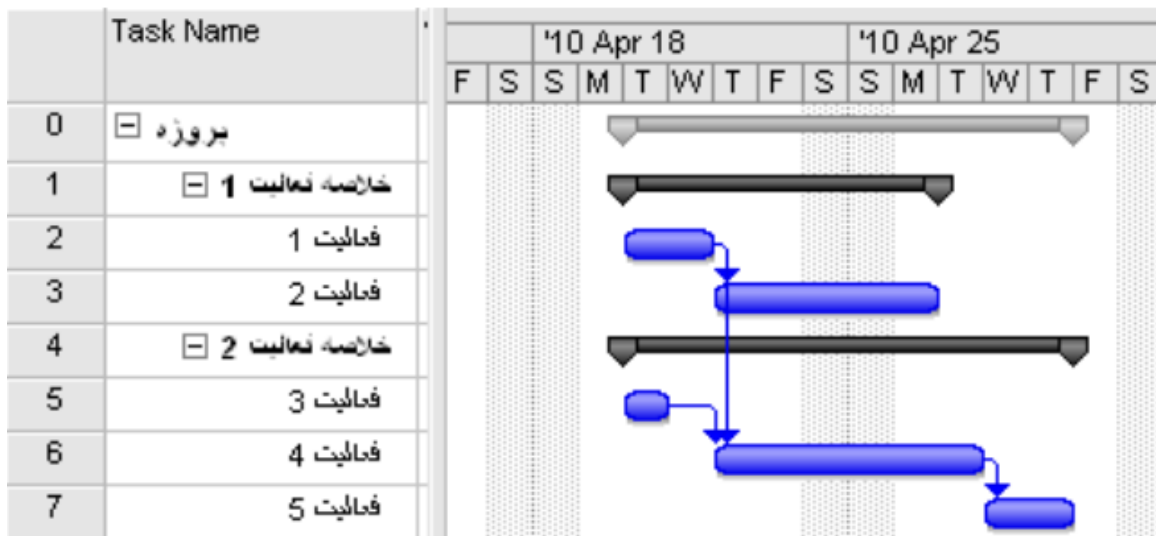 Task Name
'10 Apr 18 '10 Apr 25
F S S M T W T F S S M T W T F S
0 پروژه
1 خلاصه فعالیت 1
2 فعالیت 1
3 فعالیت 2
4 خلاصه فعالیت 2
5 فعالیت 3
6 فعالیت 4
7 فعالیت 5